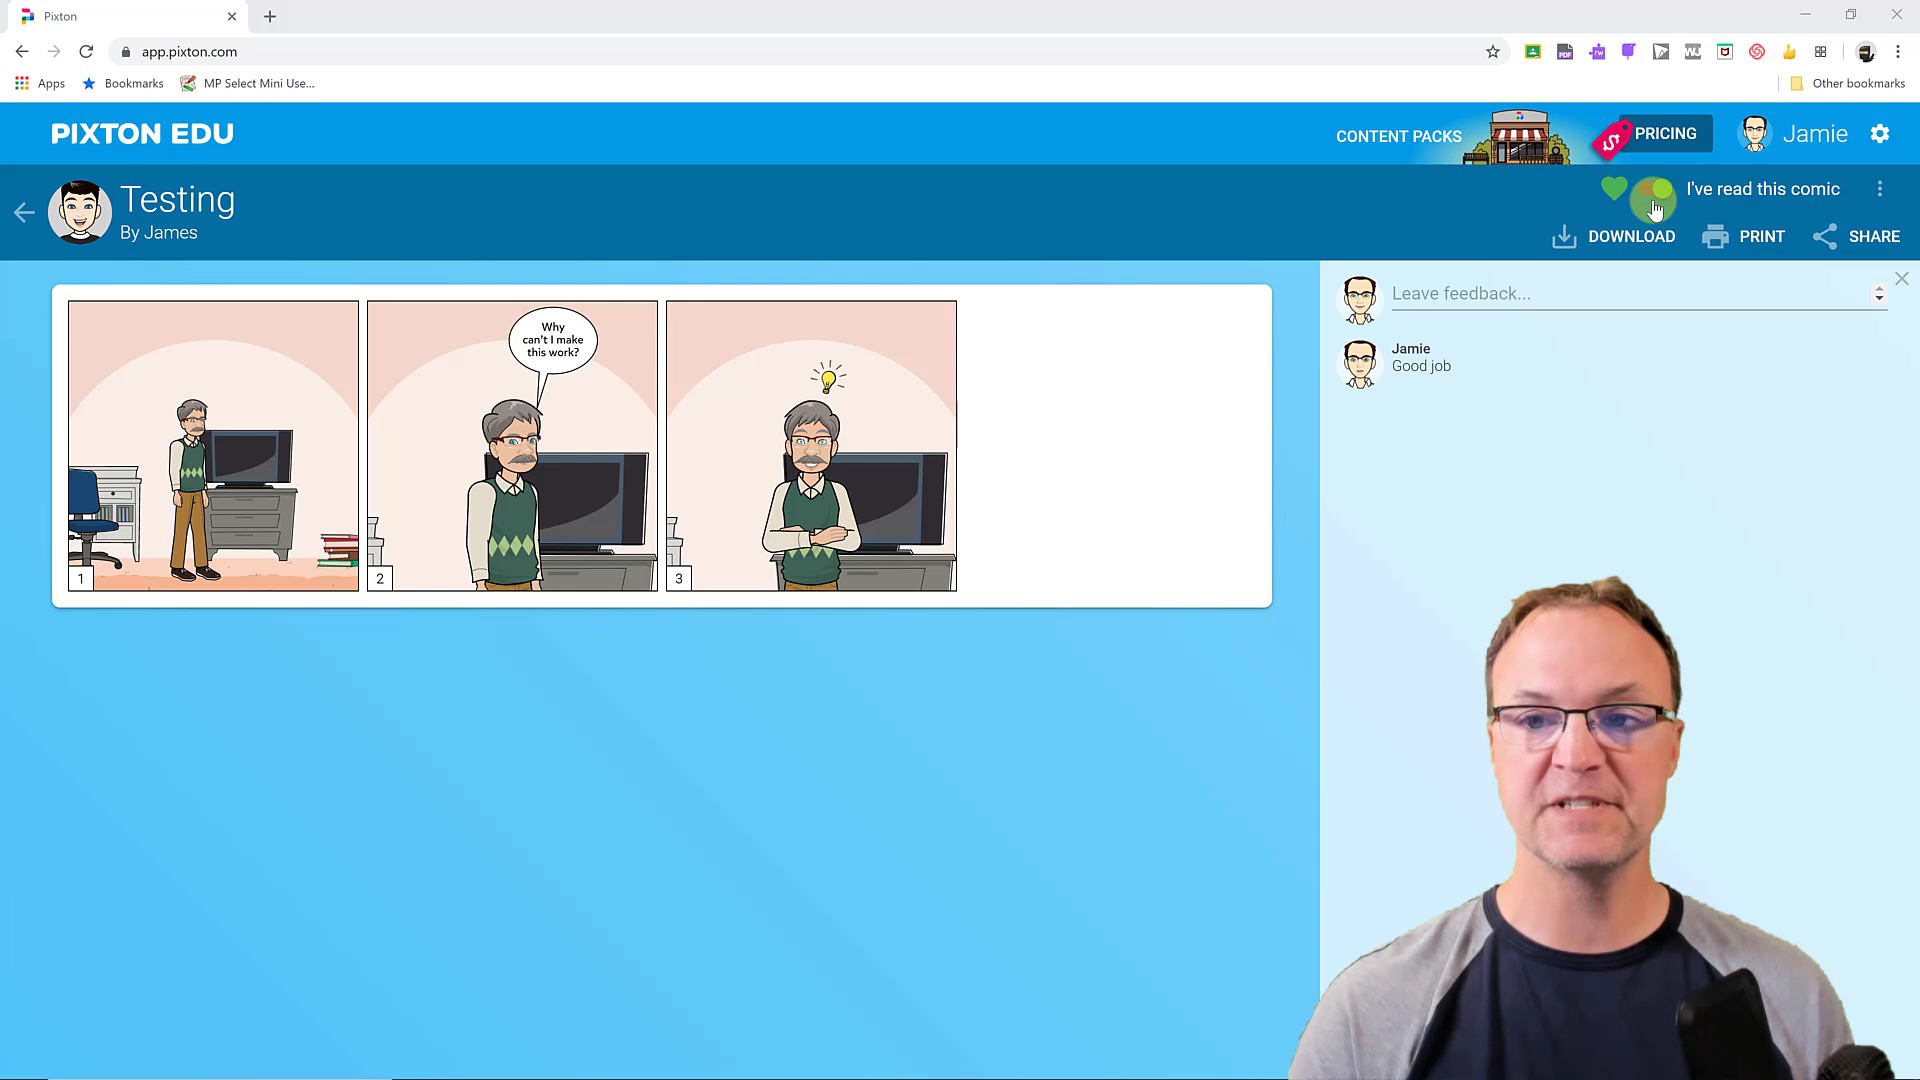 Pixton
app.pixton.com
Apps
Bookmarks
MP Select Mini Use...
Other bookmarks
PIXTON EDU
CONTENT PACKS
$
PRICING
Jamie
Testing
By James
I've read this comic
DOWNLOAD
PRINT
SHARE
Why
can't I make
this work?
1
2
3
Leave feedback...
Jamie
Good job